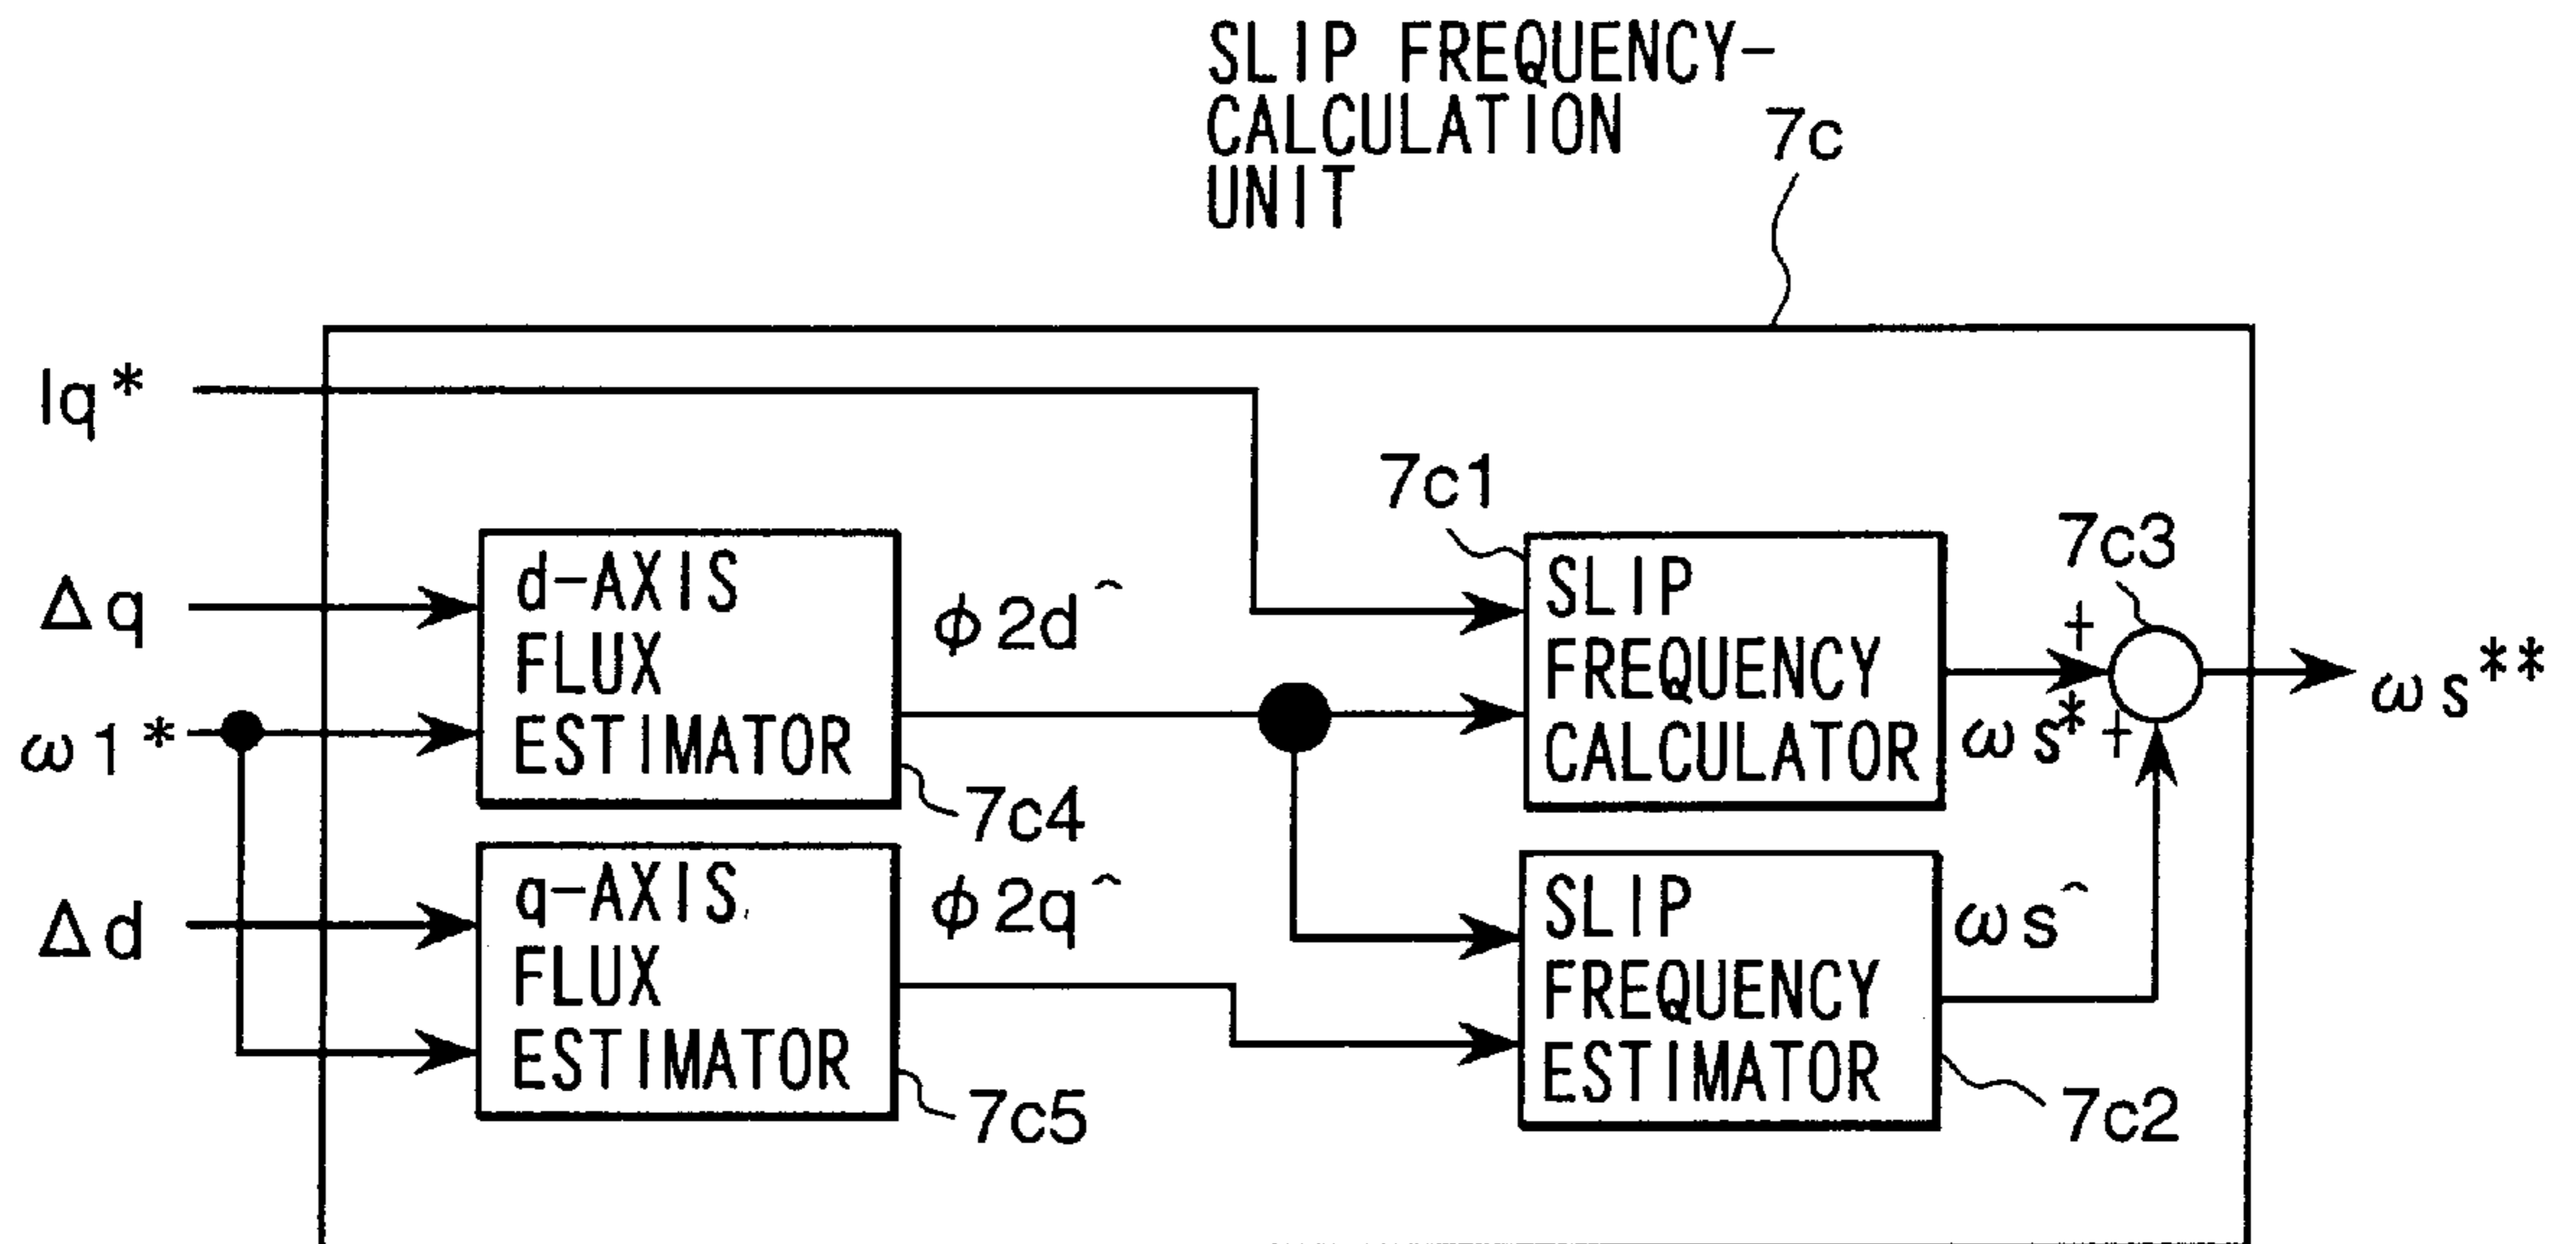 SLIP FREQUENCY-
CALCULATION
UNIT
7c
Iq*
Δq
ω1*
Δd
d-AXIS
FLUX
ESTIMATOR
7c4
φ2d^
q-AXIS
FLUX
ESTIMATOR
7c5
φ2q^
7c1
SLIP
FREQUENCY
CALCULATOR
ωs*
SLIP
FREQUENCY
ESTIMATOR
7c2
ωs^
7c3
+
+
ωs**